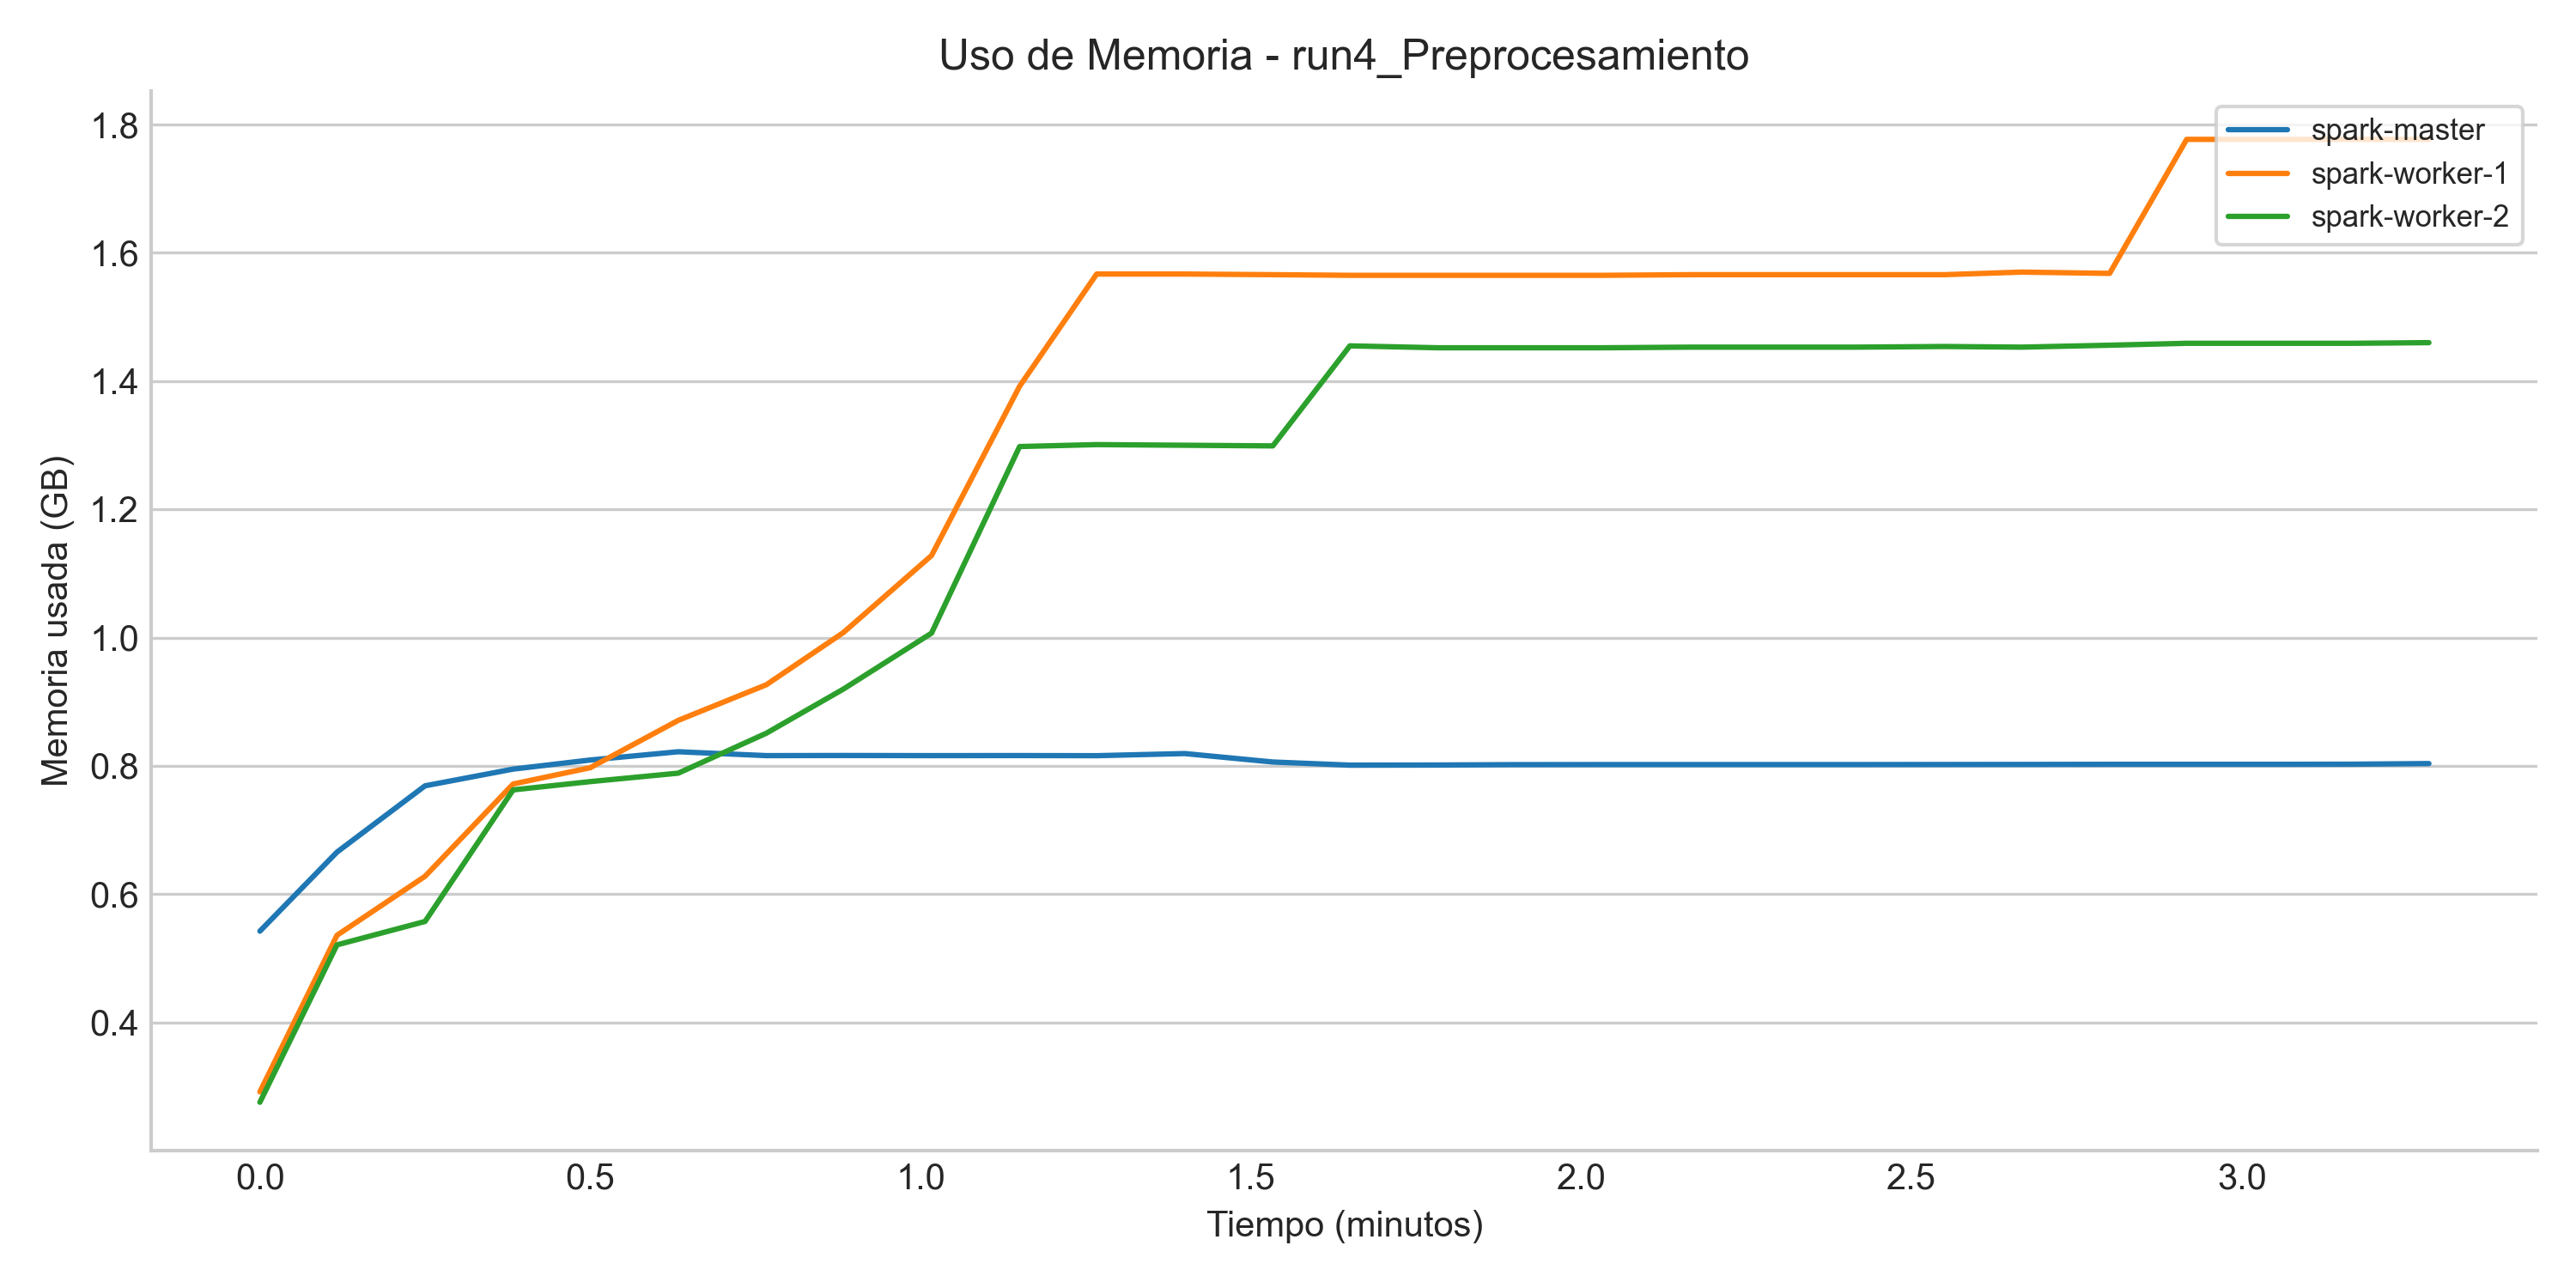 Uso de Memoria - run4_Preprocesamiento
spark-master
spark-worker-1
spark-worker-2
Memoria usada (GB)
1.8
1.6
1.4
1.2
1.0
0.8
0.6
0.4
0.0 0.5 1.0 1.5 2.0 2.5 3.0
Tiempo (minutos)